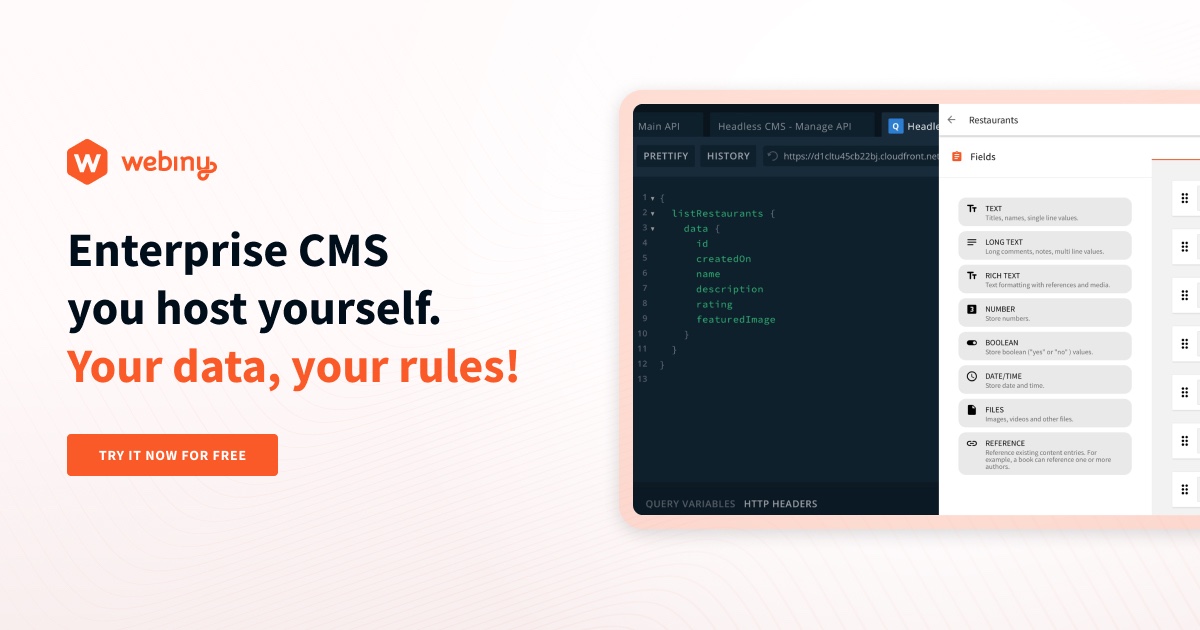 W webiny
Enterprise CMS
you host yourself.
Your data, your rules!
TRY IT NOW FOR FREE
Main API
Headless CMS - Manage API
Q Headle
PRETTIFY
HISTORY
https://d1cltu45cb22bj.cloudfront.net
1 {
2 listRestaurants {
3 data {
4 id
5 createdOn
6 name
7 description
8 rating
9 featuredImage
10 }
11 }
12 }
13
QUERY VARIABLES HTTP HEADERS
Restaurants
Fields
TEXT
Titles, names, single line values.
LONG TEXT
Long comments, notes, multi line values.
RICH TEXT
Text formatting with references and media.
NUMBER
Store numbers.
BOOLEAN
Store boolean ("yes" or "no" ) values.
DATE/TIME
Store date and time.
FILES
Images, videos and other files.
REFERENCE
Reference existing content entries. For
example, a book can reference one or more
authors.